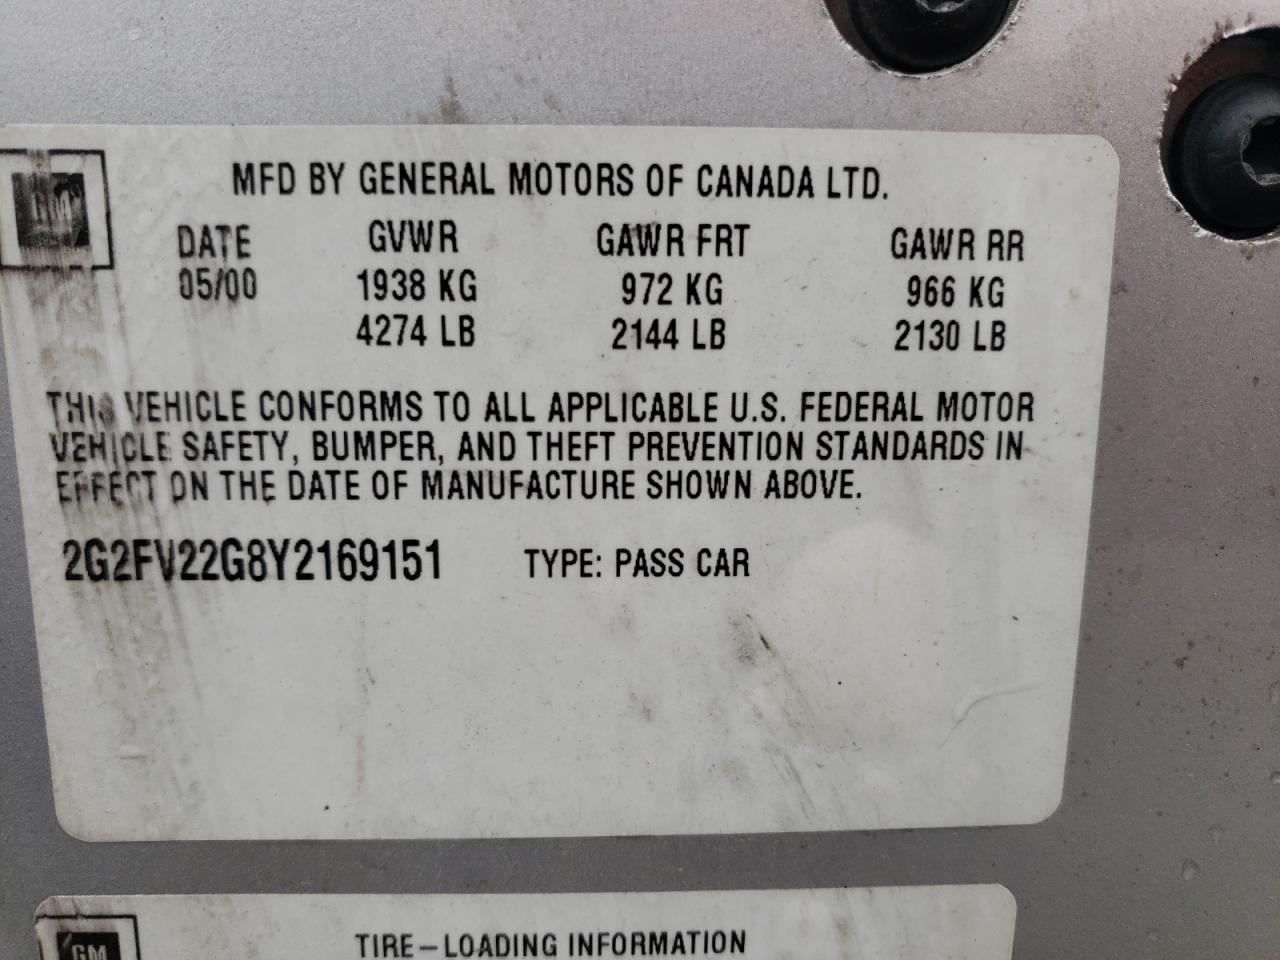 GM
MFD BY GENERAL MOTORS OF CANADA LTD.
DATE GVWR GAWR FRT GAWR RR
05/00 1938 KG 972 KG 966 KG
4274 LB 2144 LB 2130 LB
THIS VEHICLE CONFORMS TO ALL APPLICABLE U.S. FEDERAL MOTOR
VEHICLE SAFETY, BUMPER, AND THEFT PREVENTION STANDARDS IN
EFFECT ON THE DATE OF MANUFACTURE SHOWN ABOVE.
2G2FV22G8Y2169151 TYPE: PASS CAR
GM
TIRE-LOADING INFORMATION